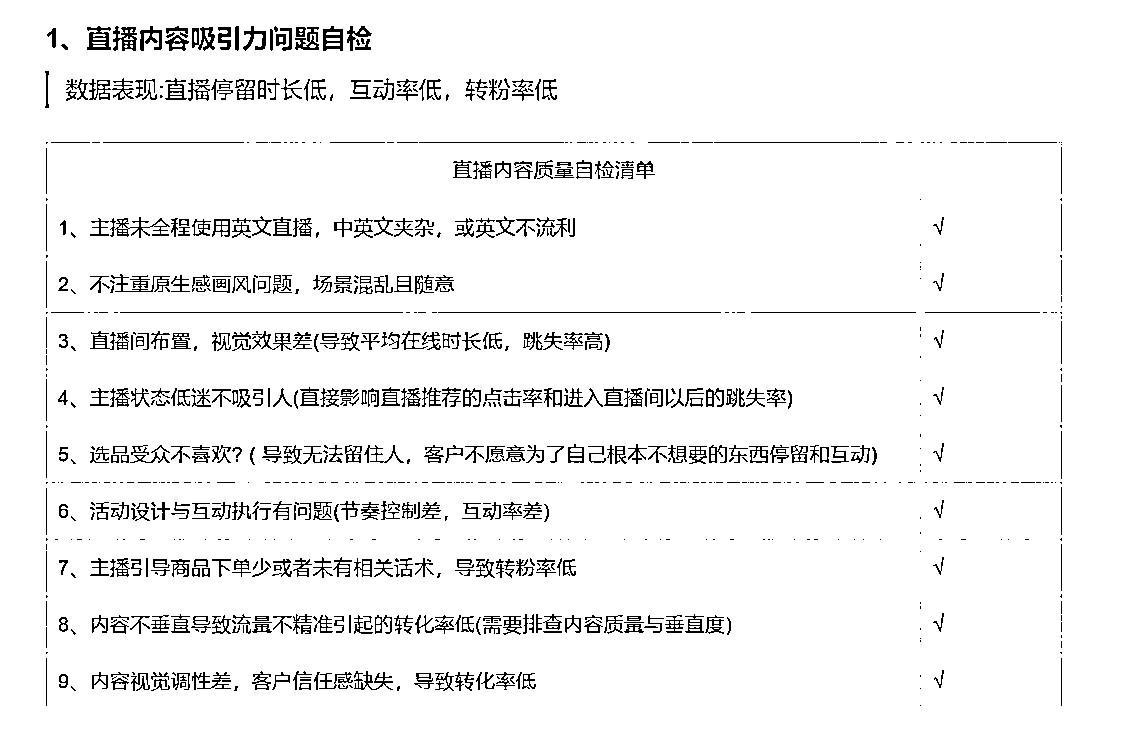 1、直播内容吸引力问题自检
数据表现:直播停留时长低，互动率低，转粉率低
直播内容质量自检清单
1、主播未全程使用英文直播，中英文夹杂，或英文不流利 √
2、不注重原生感画风问题，场景混乱且随意 √
3、直播间布置，视觉效果差(导致平均在线时长低，跳失率高) √
4、主播状态低迷不吸引人(直接影响直播推荐的点击率和进入直播间以后的跳失率) √
5、选品受众不喜欢? ( 导致无法留住人，客户不愿意为了自己根本不想要的东西停留和互动) √
6、活动设计与互动执行有问题(节奏控制差，互动率差) √
7、主播引导商品下单少或者未有相关话术，导致转粉率低 √
8、内容不垂直导致流量不精准引起的转化率低(需要排查内容质量与垂直度) √
9、内容视觉调性差，客户信任感缺失，导致转化率低 √